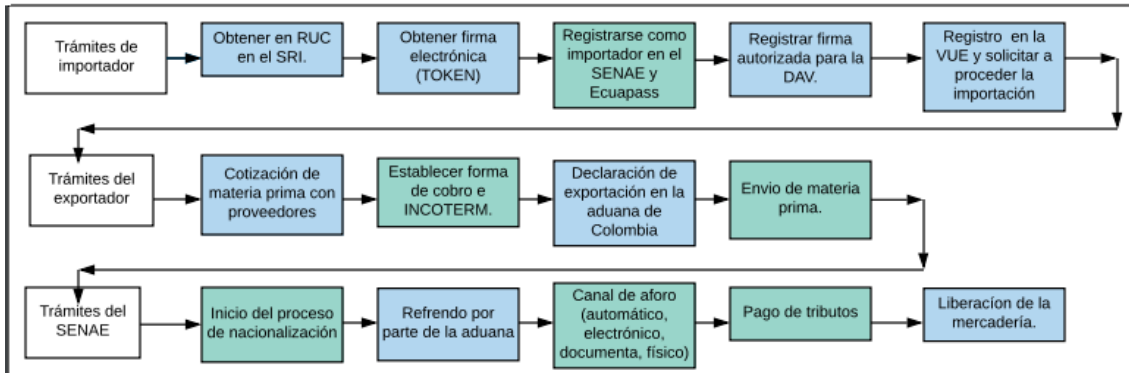 Trámites de
importador
Obtener en RUC
en el SRI.
Obtener firma
electrónica
(TOKEN)
Registrarse como
importador en el
SENAE y
Ecuapass
Registrar firma
autorizada para la
DAV.
Registro en la
VUE y solicitar a
proceder la
importación
Trámites del
exportador
Cotización de
materia prima con
proveedores
Establecer forma
de cobro e
INCOTERM.
Declaración de
exportación en la
aduana de
Colombia
Envio de materia
prima.
Trámites del
SENAE
Inicio del proceso
de nacionalización
Refrendo por
parte de la aduana
Canal de aforo
(automático,
electrónico,
documenta, físico)
Pago de tributos
Liberacíon de la
mercadería.